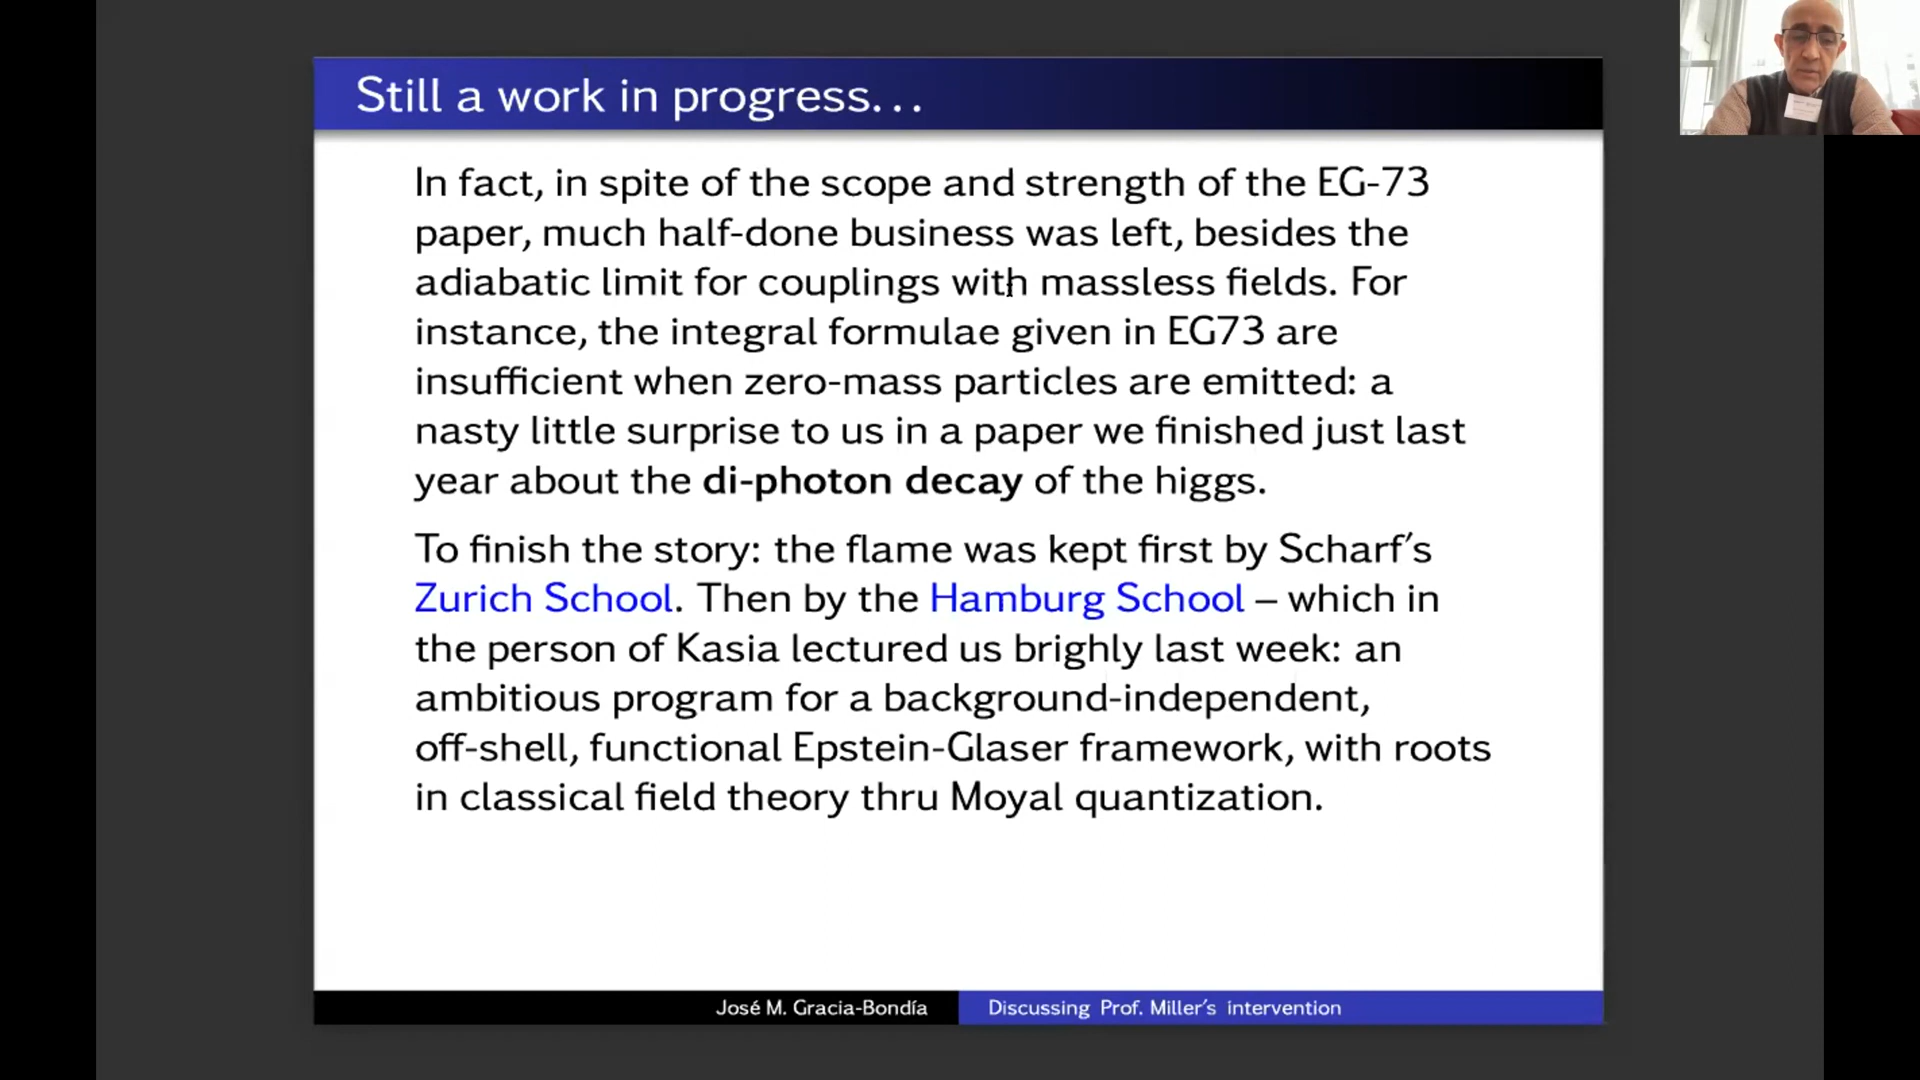 Still a work in progress...
In fact, in spite of the scope and strength of the EG-73
paper, much half-done business was left, besides the
adiabatic limit for couplings with massless fields. For
instance, the integral formulae given in EG73 are
insufficient when zero-mass particles are emitted: a
nasty little surprise to us in a paper we finished just last
year about the di-photon decay of the higgs.
To finish the story: the flame was kept first by Scharf's
Zurich School. Then by the Hamburg School – which in
the person of Kasia lectured us brighly last week: an
ambitious program for a background-independent,
off-shell, functional Epstein-Glaser framework, with roots
in classical field theory thru Moyal quantization.
José M. Gracia-Bondía
Discussing Prof. Miller's intervention